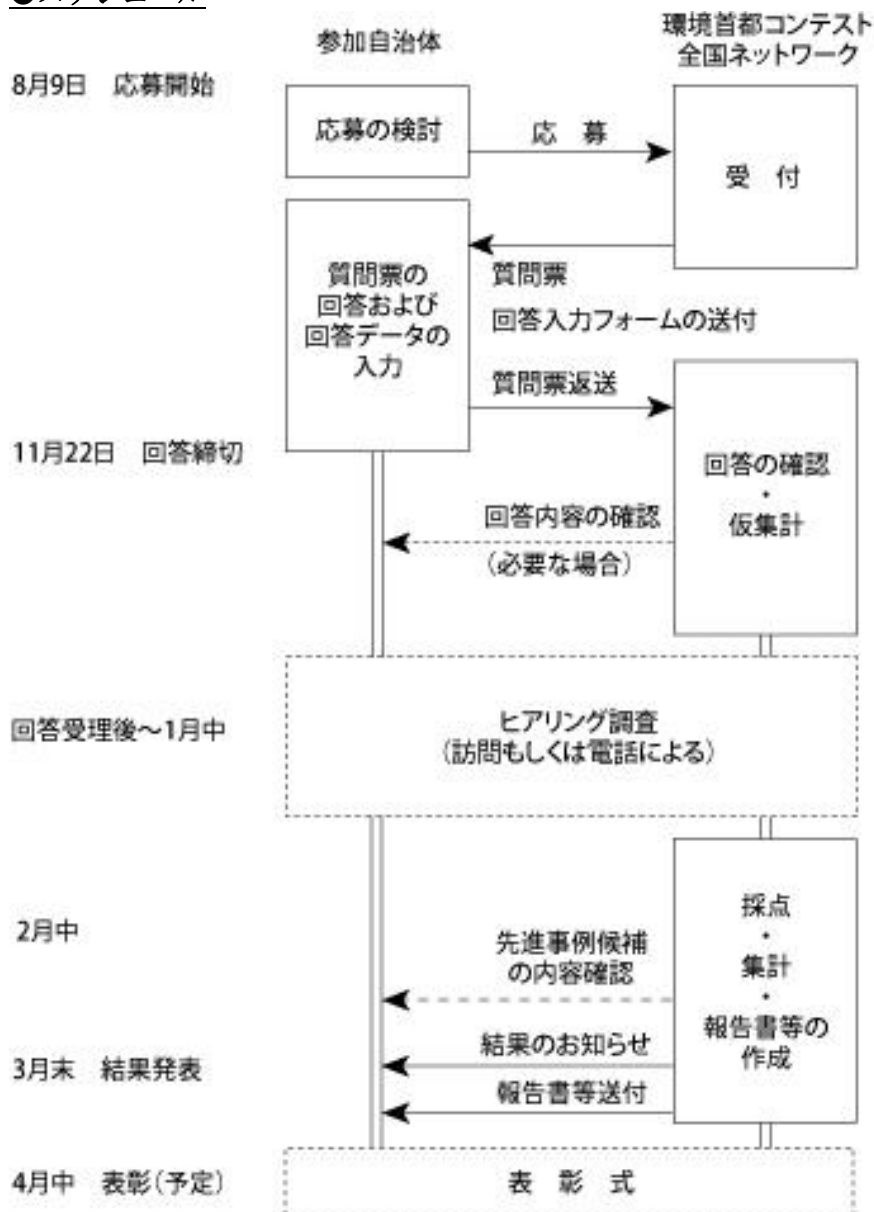 ●スケジュール
参加自治体
環境首都コンテスト
全国ネットワーク
8月9日 応募開始
応募の検討
応 募
受 付
質問票の
回答および
回答データの
入力
質問票
回答入力フォームの送付
質問票返送
11月22日 回答締切
回答の確認
・
仮集計
回答内容の確認
(必要な場合)
回答受理後~1月中
ヒアリング調査
(訪問もしくは電話による)
2月中
採点
・
集計
・
報告書等の
作成
先進事例候補
の内容確認
結果のお知らせ
3月末 結果発表
報告書等送付
4月中 表彰(予定)
表 彰 式